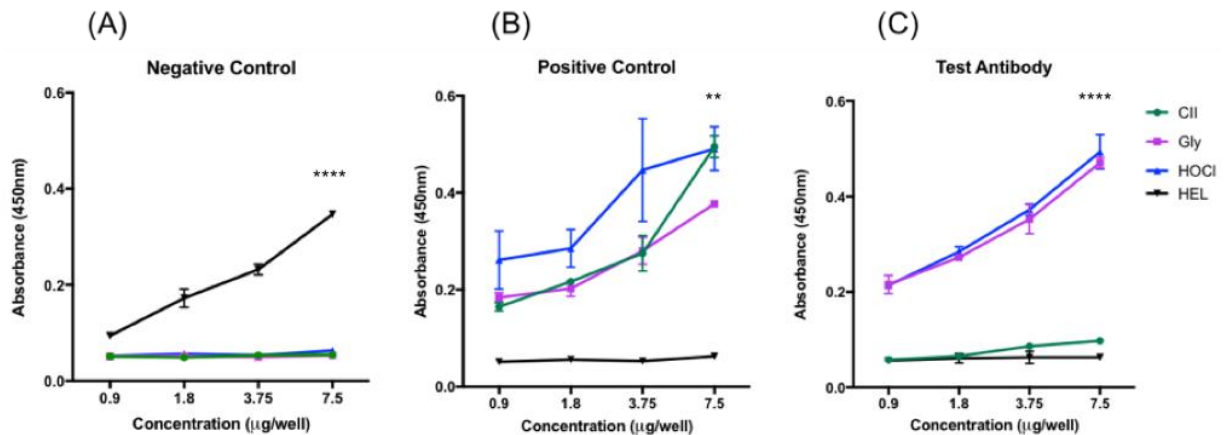 (A) (B) (C)
Negative Control Positive Control Test Antibody
0.6 0.6 0.6
**** ** ****
CII
Gly
HOCl
HEL
0.4 0.4 0.4
0.2 0.2 0.2
0.0 0.0 0.0
Absorbance (450nm) Absorbance (450nm) Absorbance (450nm)
0.9 1.8 3.75 7.5 0.9 1.8 3.75 7.5 0.9 1.8 3.75 7.5
Concentration (μg/well) Concentration (μg/well) Concentration (μg/well)